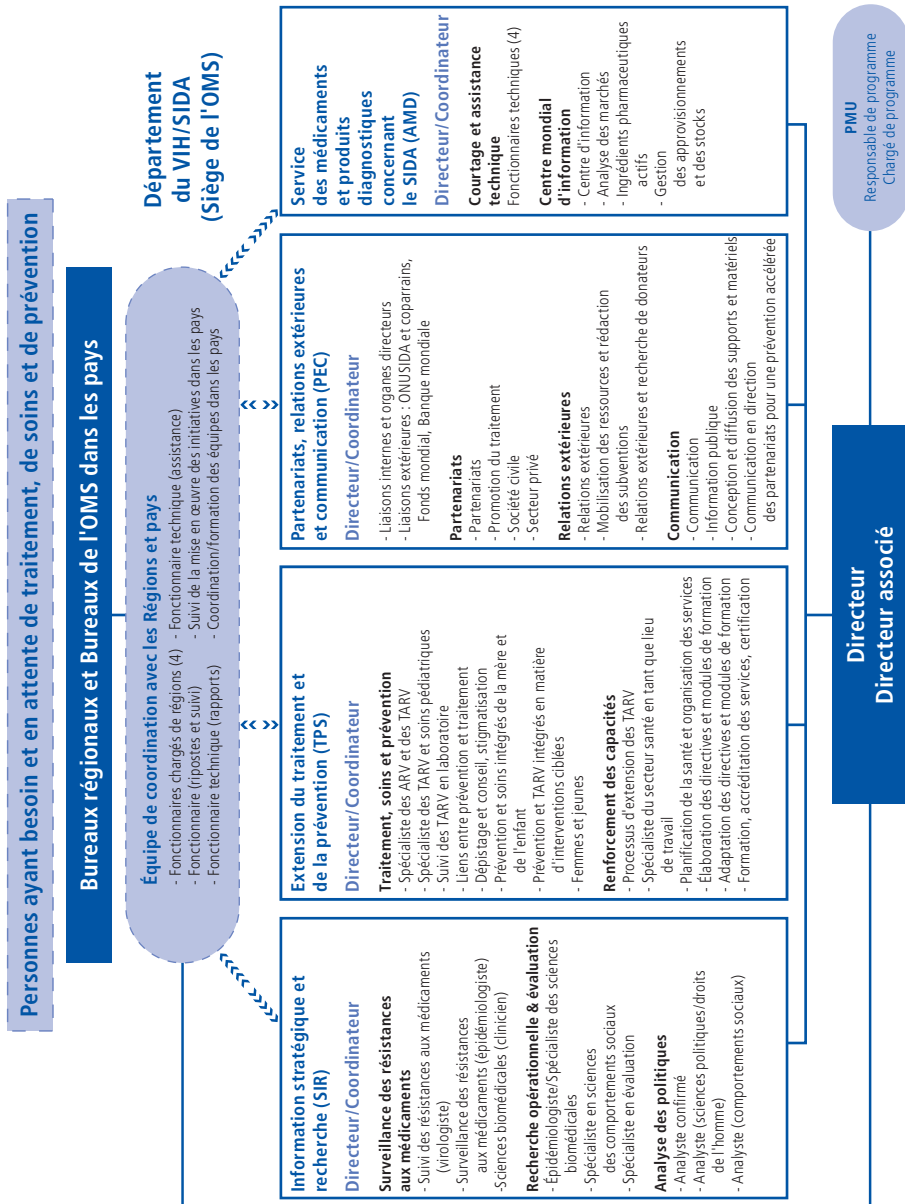 Personnes ayant besoin et en attente de traitement, de soins et de prévention
Bureaux régionaux et Bureaux de l'OMS dans les pays
Département
du VIH/SIDA
(Siège de l'OMS)
Équipe de coordination avec les Régions et pays
- Fonctionnaires chargés de régions (4)
- Fonctionnaire (ripostes et suivi)
- Fonctionnaire technique (rapports)
- Fonctionnaire technique (assistance)
- Suivi de la mise en œuvre des initiatives dans les pays
- Coordination/formation des équipes dans les pays
Information stratégique et
recherche (SIR)
Directeur/Coordinateur
Surveillance des résistances
aux médicaments
- Suivi des résistances aux médicaments
(virologiste)
- Surveillance des résistances
aux médicaments (épidémiologiste)
-Sciences biomédicales (clinicien)
Recherche opérationnelle & évaluation
- Épidémiologiste/Spécialiste des sciences
biomédicales
- Spécialiste en sciences
des comportements sociaux
- Spécialiste en évaluation
Analyse des politiques
- Analyste confirmé
- Analyste (sciences politiques/droits
de l'homme)
- Analyste (comportements sociaux)
Extension du traitement et
de la prévention (TPS)
Directeur/Coordinateur
Traitement, soins et prévention
- Spécialiste des ARV et des TARV
- Spécialiste des TARV et soins pédiatriques
- Suivi des TARV en laboratoire
- Liens entre prévention et traitement
- Dépistage et conseil, stigmatisation
- Prévention et soins intégrés de la mère et
de l'enfant
- Prévention et TARV intégrés en matière
d'interventions ciblées
- Femmes et jeunes
Renforcement des capacités
- Processus d'extension des TARV
- Spécialiste du secteur santé en tant que lieu
de travail
- Planification de la santé et organisation des services
- Élaboration des directives et modules de formation
- Adaptation des directives et modules de formation
- Formation, accréditation des services, certification
Partenariats, relations extérieures
et communication (PEC)
Directeur/Coordinateur
- Liaisons internes et organes directeurs
- Liaisons extérieures : ONUSIDA et coparrains,
Fonds mondial, Banque mondiale
Partenariats
- Partenariats
- Promotion du traitement
- Société civile
- Secteur privé
Relations extérieures
- Relations extérieures
- Mobilisation des ressources et rédaction
des subventions
- Relations extérieures et recherche de donateurs
Communication
- Communication
- Information publique
- Conception et diffusion des supports et matériels
- Communication en direction
des partenariats pour une prévention accélérée
Service
des médicaments
et produits
diagnostiques
concernant
le SIDA (AMD)
Directeur/Coordinateur
Courtage et assistance
technique
Fonctionnaires techniques (4)
Centre mondial
d'information
- Centre d'information
- Analyse des marchés
- Ingrédients pharmaceutiques
actifs
- Gestion
des approvisionnements
et des stocks
Directeur
Directeur associé
PMU
Responsable de programme
Chargé de programme